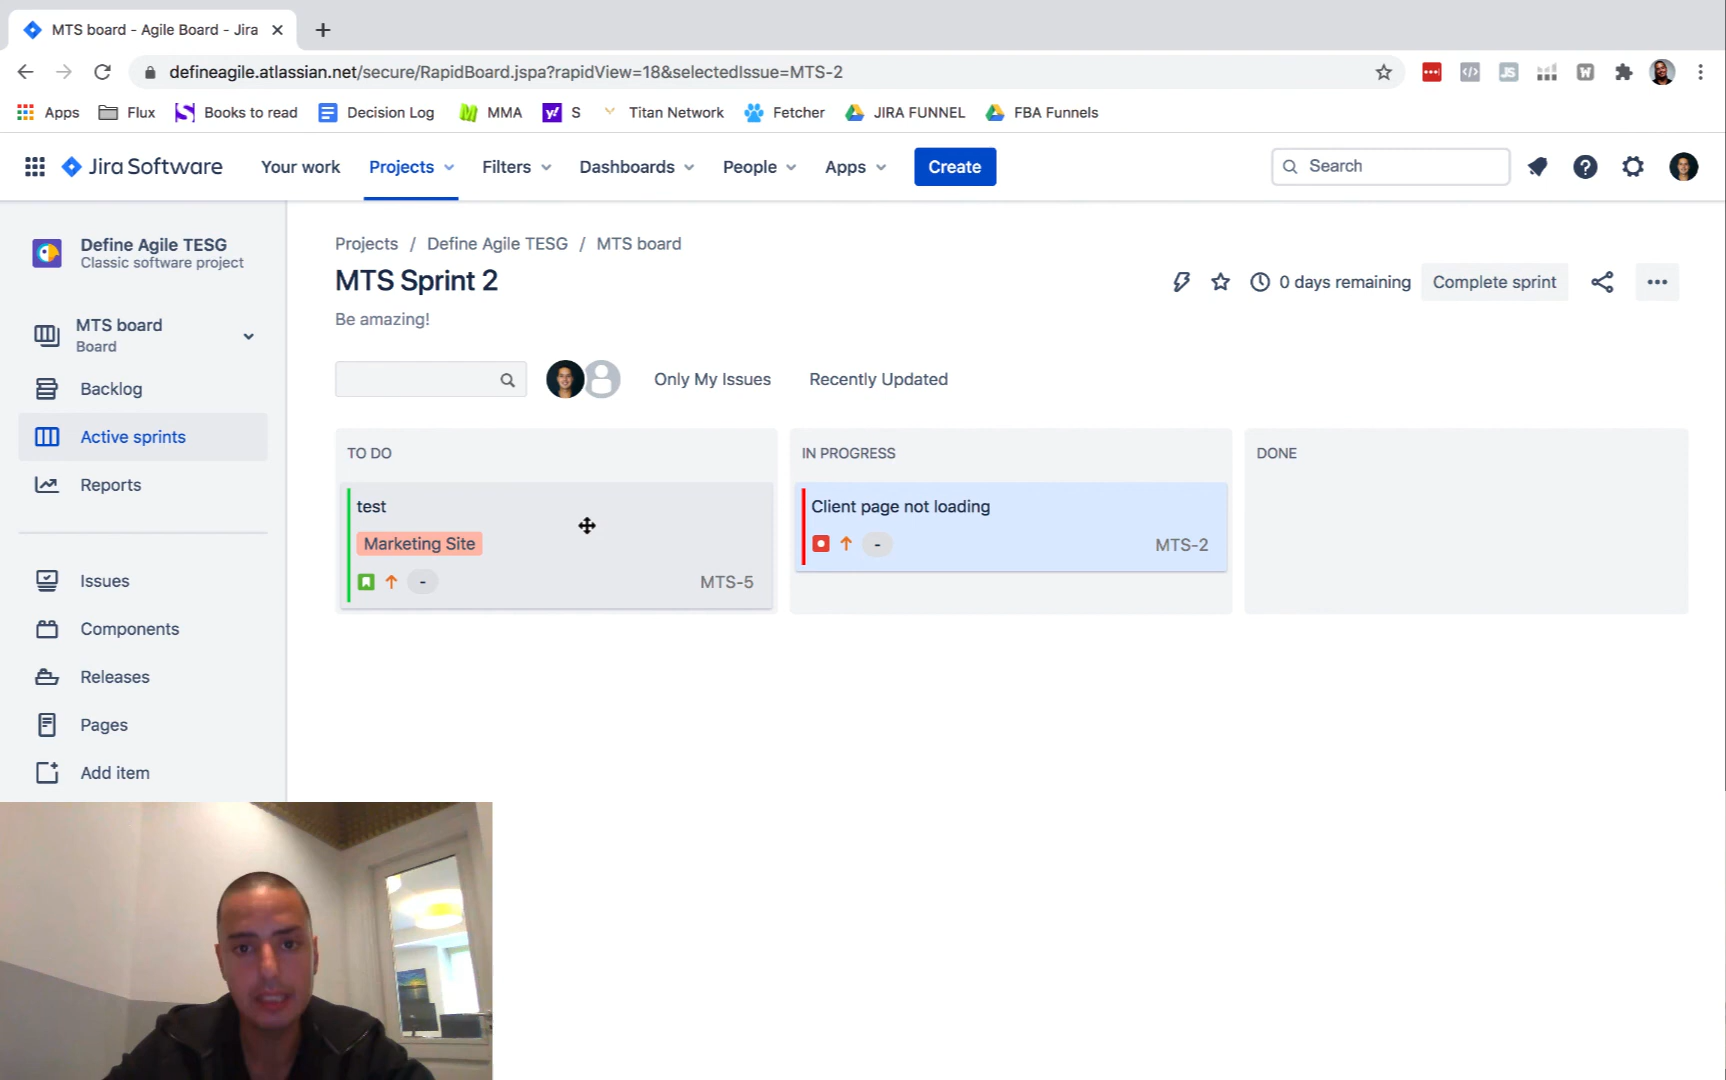 MTS board - Agile Board - Jira
defineagile.atlassian.net/secure/RapidBoard.jspa?rapidView=18&selectedIssue=MTS-2
Apps Flux Books to read Decision Log MMA S Titan Network Fetcher JIRA FUNNEL FBA Funnels
Jira Software Your work Projects Filters Dashboards People Apps Create Search
Define Agile TESG
Classic software project
MTS board
Board
Backlog
Active sprints
Reports
Issues
Components
Releases
Pages
Add item
Projects / Define Agile TESG / MTS board
MTS Sprint 2
0 days remaining Complete sprint
Be amazing!
Only My Issues Recently Updated
TO DO
test
Marketing Site
- MTS-5
IN PROGRESS
Client page not loading
- MTS-2
DONE